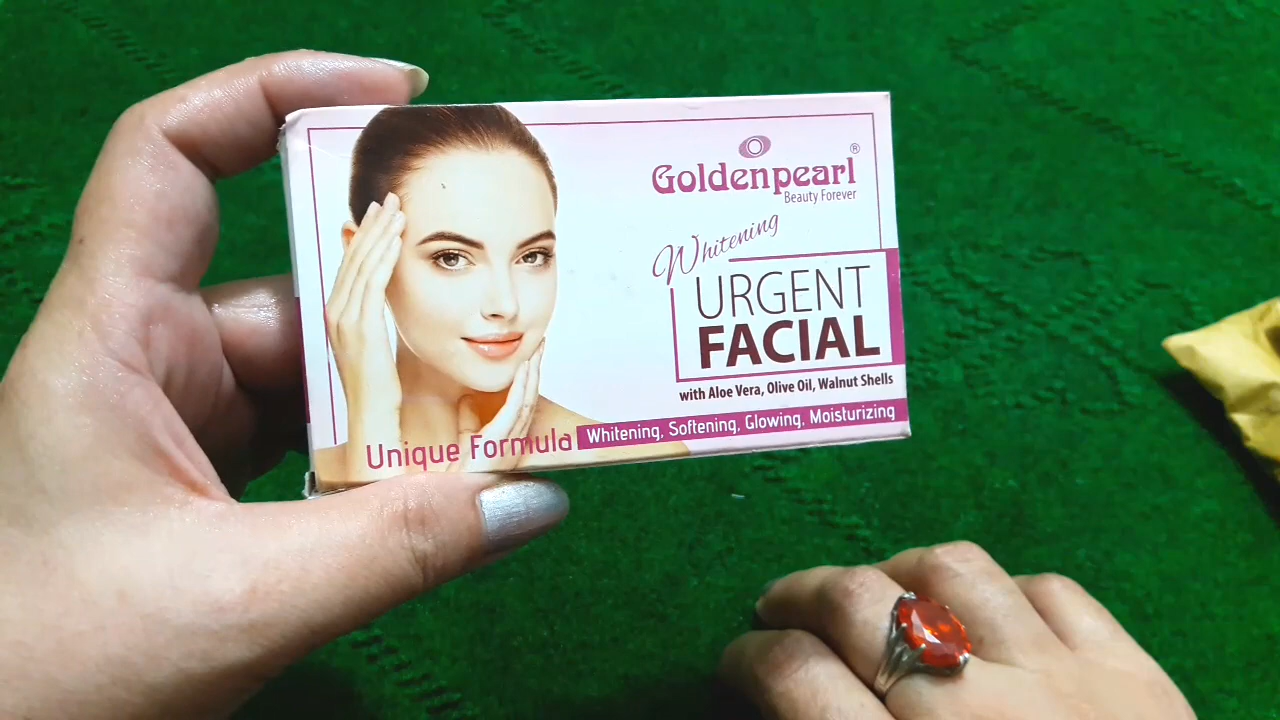 Goldenpearl®
Beauty Forever
Whitening
URGENT
FACIAL
with Aloe Vera, Olive Oil, Walnut Shells
Unique Formula Whitening, Softening, Glowing, Moisturizing